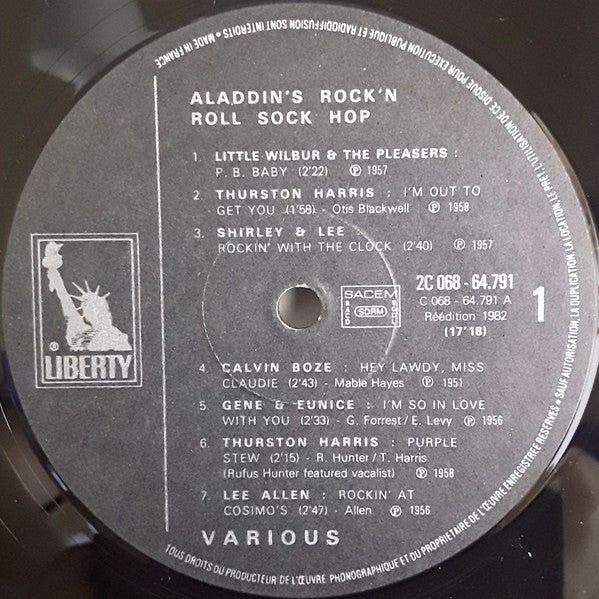 ALADDIN'S ROCK'N
ROLL SOCK HOP
1. LITTLE WILBUR & THE PLEASERS :
P. B. BABY (2'22) Ⓟ 1957
2. THURSTON HARRIS : I'M OUT TO
GET YOU (1'58) - Otis Blackwell Ⓟ 1958
3. SHIRLEY & LEE :
ROCKIN' WITH THE CLOCK (2'40) Ⓟ 1957
® LIBERTY
SACEM
SACD
SDRM
SGDL
2C 068 - 64.791
C 068 - 64.791 A
Réédition 1982
(17'18)
1
4. CALVIN BOZE : HEY LAWDY, MISS
CLAUDIE (2'43) - Mable Hayes Ⓟ 1951
5. GENE & EUNICE : I'M SO IN LOVE
WITH YOU (2'33) - G. Forrest / E. Levy Ⓟ 1956
6. THURSTON HARRIS : PURPLE
STEW (2'15) - R. Hunter / T. Harris
(Rufus Hunter featured vacalist) Ⓟ 1958
7. LEE ALLEN : ROCKIN' AT
COSIMO'S (2'47) - Allen Ⓟ 1956
VARIOUS
TOUS DROITS DU PRODUCTEUR DE L'ŒUVRE PHONOGRAPHIQUE ET DU PROPRIETAIRE DE L'ŒUVRE ENREGISTREE RESERVES • SAUF AUTORISATION, LA DUPLICATION, LA LOCATION, LE PRET, L'UTILISATION DE CE DISQUE POUR EXECUTION PUBLIQUE ET RADIODIFFUSION SONT INTERDITS • MADE IN FRANCE